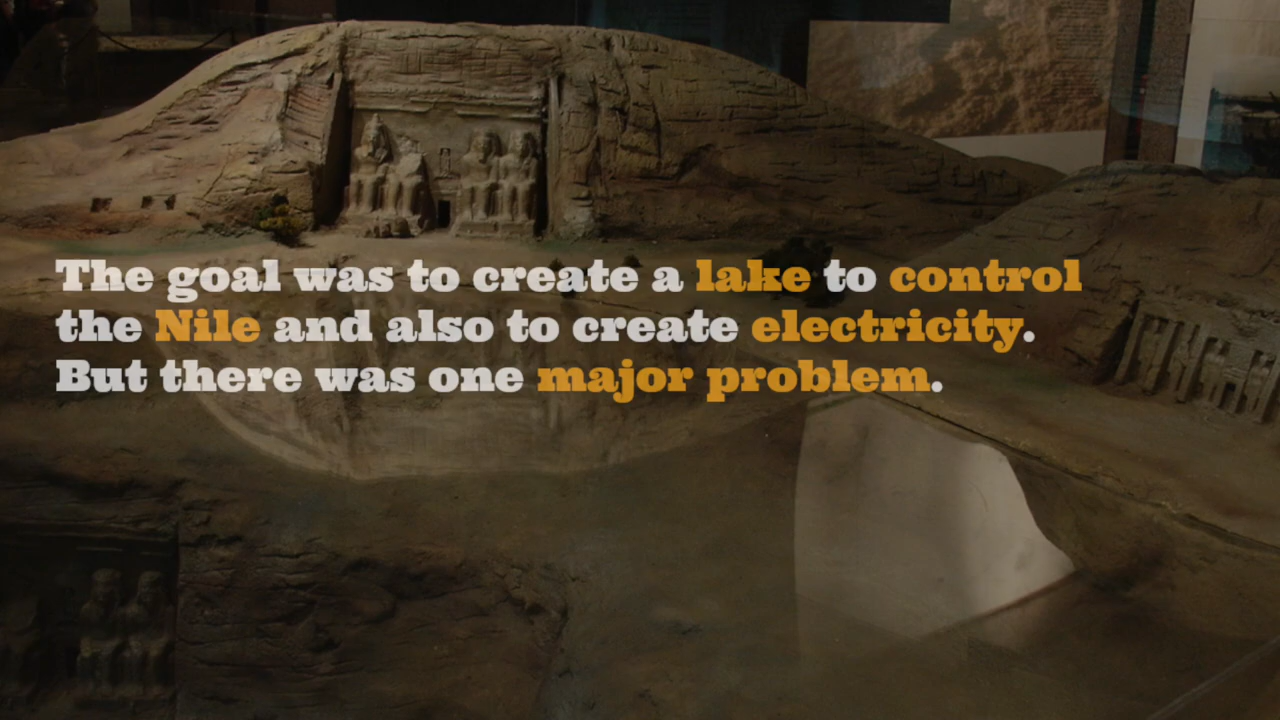 The goal was to create a lake to control
the Nile and also to create electricity.
But there was one major problem.